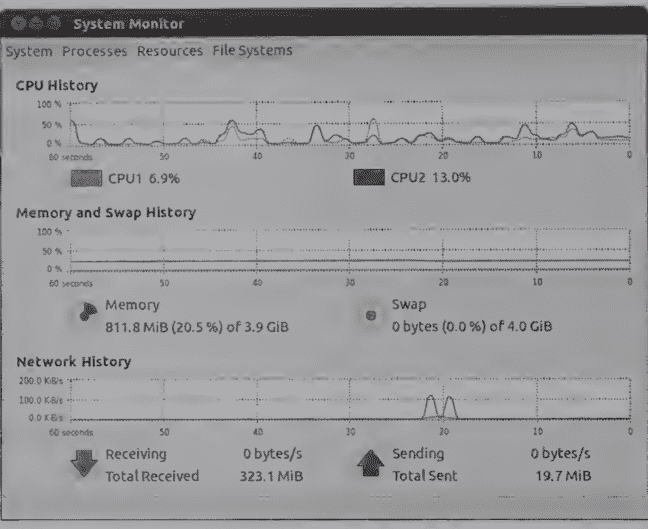 System Monitor
System Processes Resources File Systems
CPU History
100 %
50 %
0 %
60 seconds 50 40 30 20 10 0
CPU1 6.9% CPU2 13.0%
Memory and Swap History
100 %
50 %
0 %
60 seconds 50 40 30 20 10 0
Memory Swap
811.8 MiB (20.5 %) of 3.9 GiB 0 bytes (0.0 %) of 4.0 GiB
Network History
200.0 KiB/s
100.0 KiB/s
0.0 KiB/s
60 seconds 50 40 30 20 10 0
Receiving 0 bytes/s Sending 0 bytes/s
Total Received 323.1 MiB Total Sent 19.7 MiB